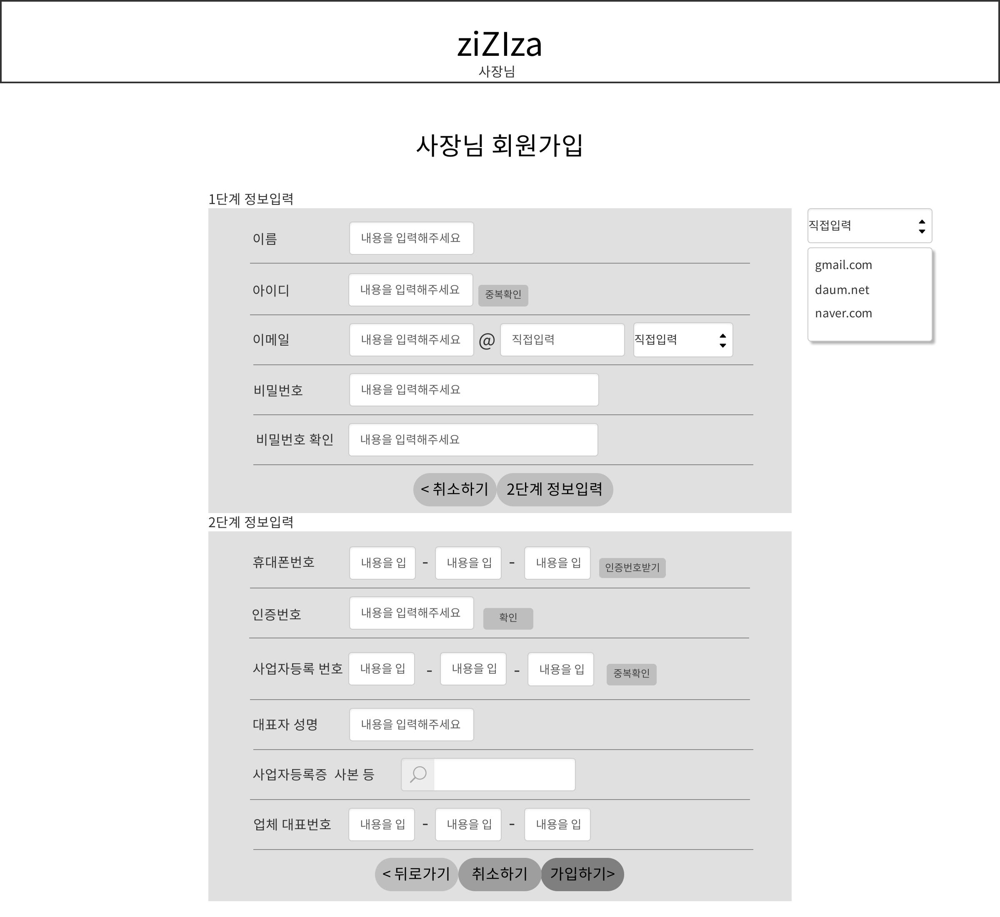 ziZIza
사장님
사장님 회원가입
1단계 정보입력
이름 내용을 입력해주세요
아이디 내용을 입력해주세요 중복확인
이메일 내용을 입력해주세요 @ 직접입력 직접입력
비밀번호 내용을 입력해주세요
비밀번호 확인 내용을 입력해주세요
< 취소하기 2단계 정보입력
직접입력
gmail.com
daum.net
naver.com
2단계 정보입력
휴대폰번호 내용을 입 - 내용을 입 - 내용을 입 인증번호받기
인증번호 내용을 입력해주세요 확인
사업자등록 번호 내용을 입 - 내용을 입 - 내용을 입 중복확인
대표자 성명 내용을 입력해주세요
사업자등록증 사본 등
업체 대표번호 내용을 입 - 내용을 입 - 내용을 입
< 뒤로가기 취소하기 가입하기>